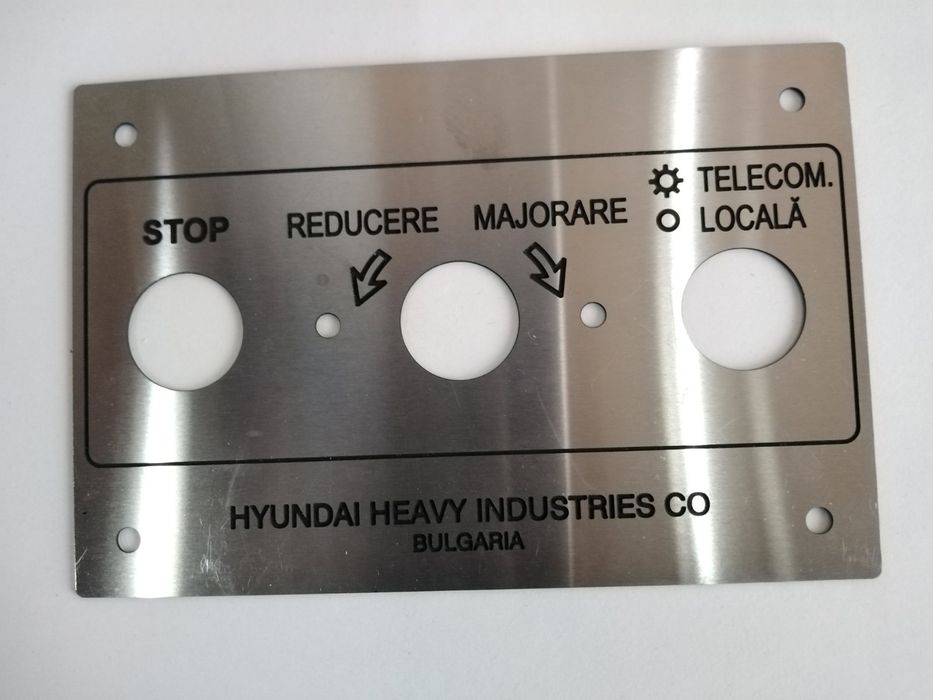 STOP
REDUCERE
MAJORARE
TELECOM.
LOCALĂ
HYUNDAI HEAVY INDUSTRIES CO
BULGARIA